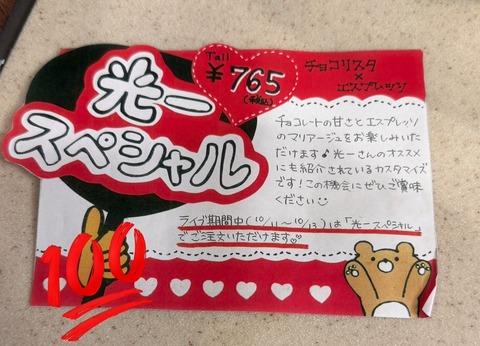 光一
スペシャル
Tall
¥765
(税込)
チョコリスタ
×
エスプレッソ
チョコレートの甘さとエスプレッソ
のマリアージュをお楽しみいた
だけます♪光一さんのオススメ
にも紹介されているカスタマイズ
です！この機会にぜひご賞味
ください☺
ライブ期間中(10/11〜10/13)は「光一スペシャル」
でご注文いただけます♡♡
100